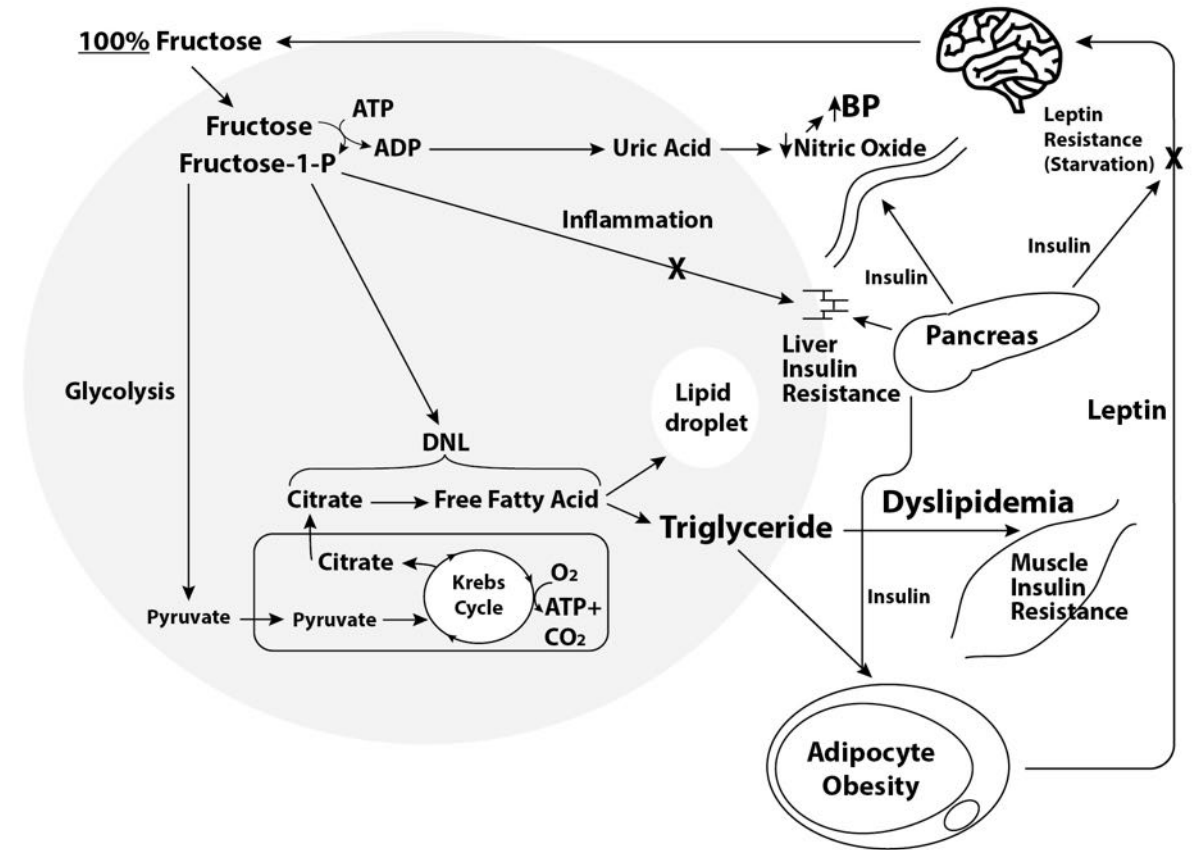 100% Fructose
Fructose
ATP
ADP
Fructose-1-P
Uric Acid
↓Nitric Oxide
↑BP
Leptin
Resistance
(Starvation)
X
Inflammation
X
Insulin
Insulin
Pancreas
Liver
Insulin
Resistance
Glycolysis
Lipid
droplet
Leptin
DNL
Citrate
Free Fatty Acid
Triglyceride
Dyslipidemia
Citrate
Krebs
Cycle
O₂
ATP+
CO₂
Pyruvate
Pyruvate
Insulin
Muscle
Insulin
Resistance
Adipocyte
Obesity